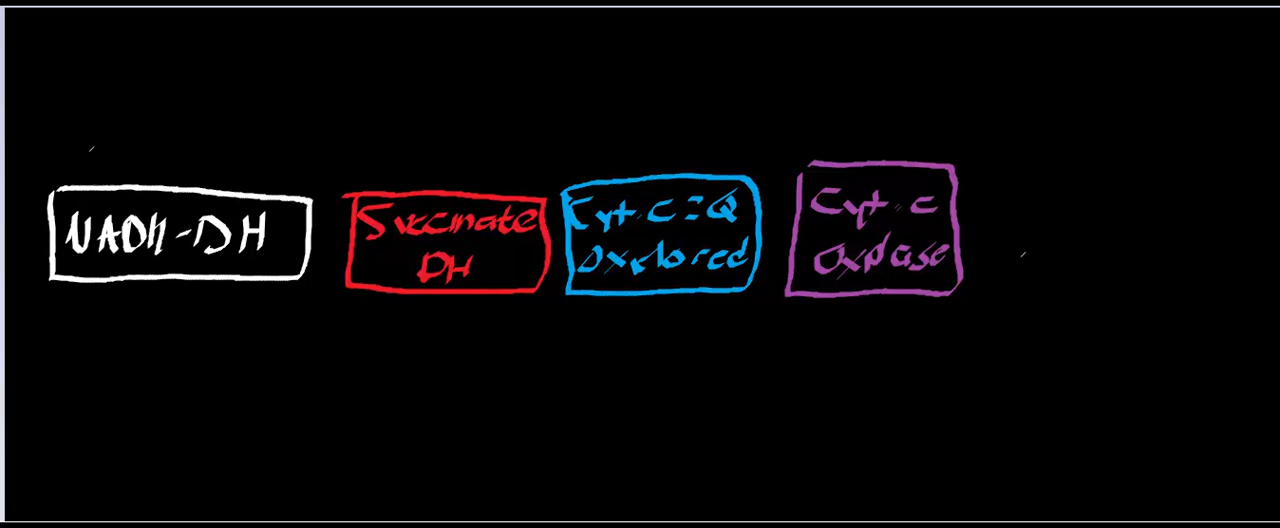 NADH-DH
Succinate
DH
Cyt. c = Q
Oxidored
Cyt. c
Oxidase